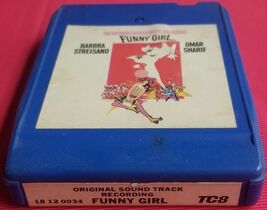 FUNNY GIRL
BARBRA
STREISAND
OMAR
SHARIF
ORIGINAL SOUND TRACK
RECORDING
18 12 0034 FUNNY GIRL TC8